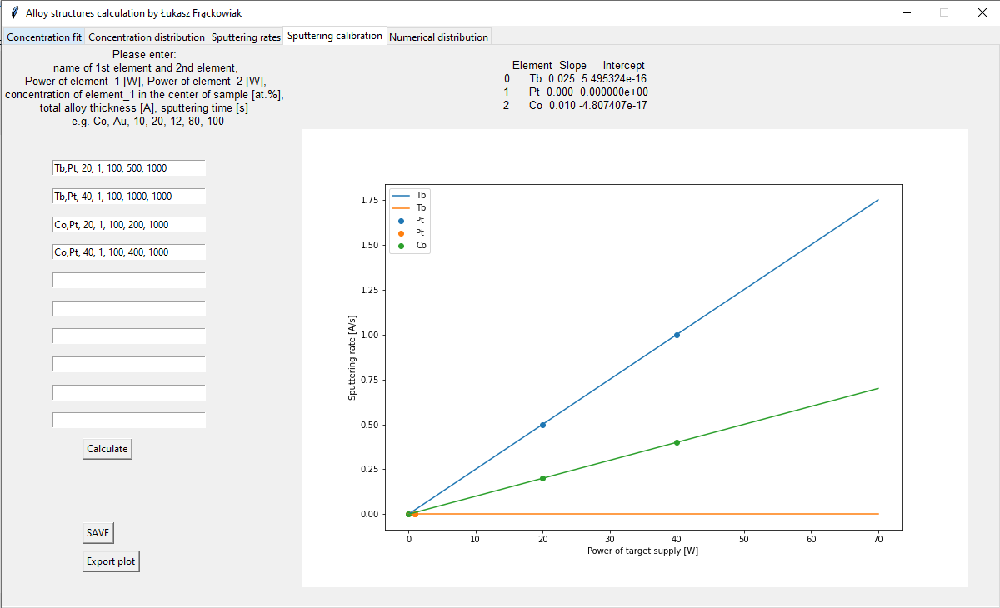 Alloy structures calculation by Łukasz Frąckowiak
Concentration fit
Concentration distribution
Sputtering rates
Sputtering calibration
Numerical distribution
Please enter:
name of 1st element and 2nd element,
Power of element_1 [W], Power of element_2 [W],
concentration of element_1 in the center of sample [at.%],
total alloy thickness [A], sputtering time [s]
e.g. Co, Au, 10, 20, 12, 80, 100
Element Slope Intercept
0 Tb 0.025 5.495324e-16
1 Pt 0.000 0.000000e+00
2 Co 0.010 -4.807407e-17
Tb,Pt, 20, 1, 100, 500, 1000
Tb,Pt, 40, 1, 100, 1000, 1000
Co,Pt, 20, 1, 100, 200, 1000
Co,Pt, 40, 1, 100, 400, 1000
Calculate
SAVE
Export plot
Tb
Tb
Pt
Pt
Co
1.75
1.50
1.25
1.00
0.75
0.50
0.25
0.00
Sputtering rate [A/s]
0 10 20 30 40 50 60 70
Power of target supply [W]